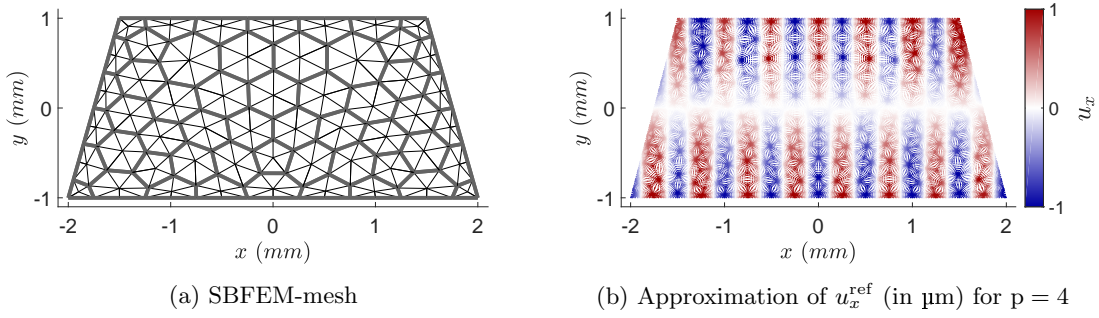 1
0
-1
y (mm)
-2
-1
0
1
2
x (mm)
(a) SBFEM-mesh
1
0
-1
y (mm)
-2
-1
0
1
2
x (mm)
1
0
-1
u_x
(b) Approximation of u_x^ref (in µm) for p = 4